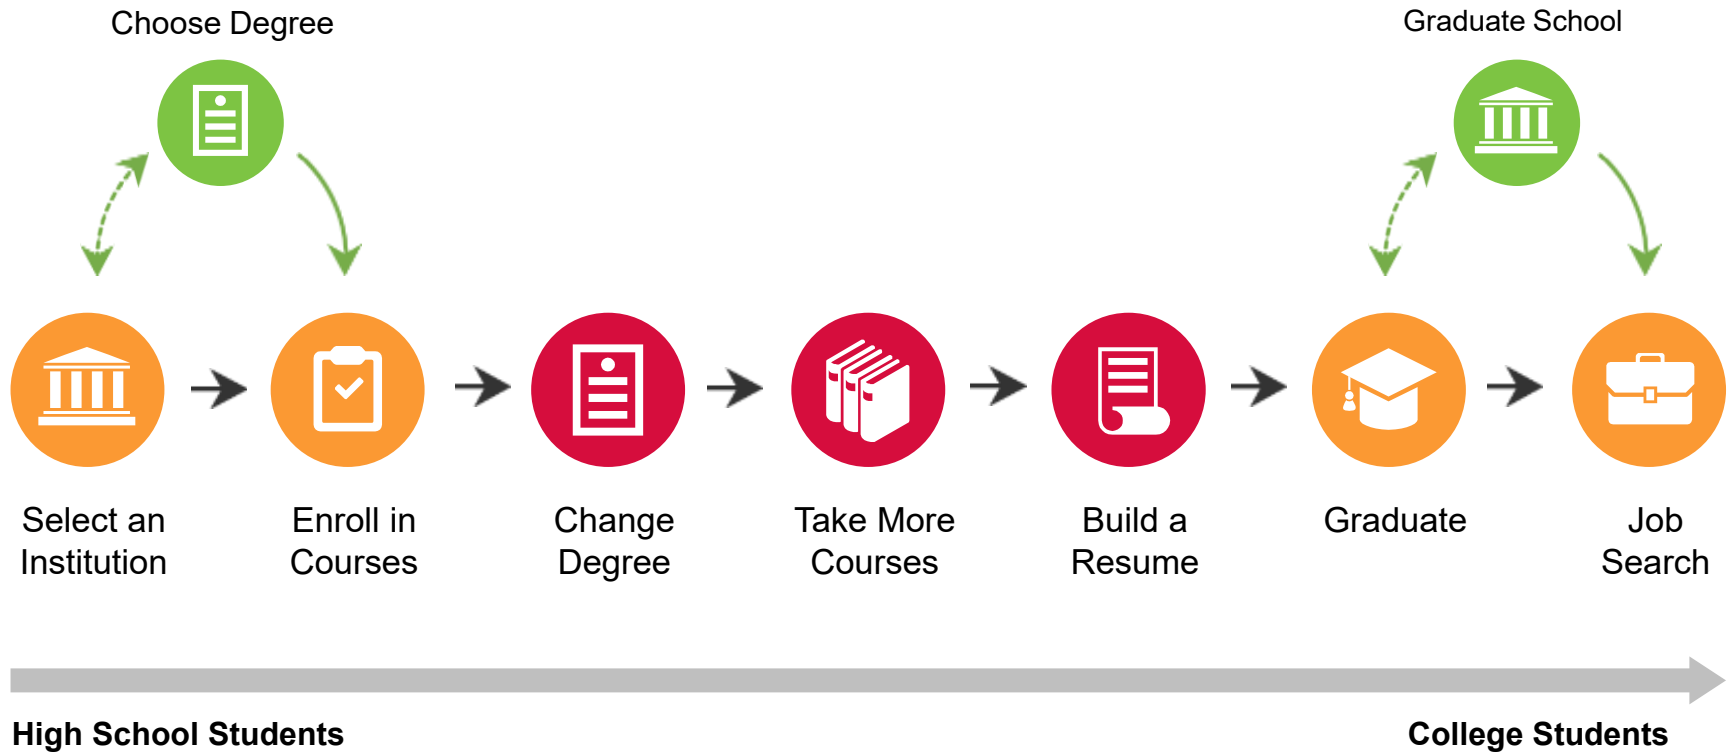 Choose Degree
Graduate School
Select an
Institution
Enroll in
Courses
Change
Degree
Take More
Courses
Build a
Resume
Graduate
Job
Search
High School Students
College Students